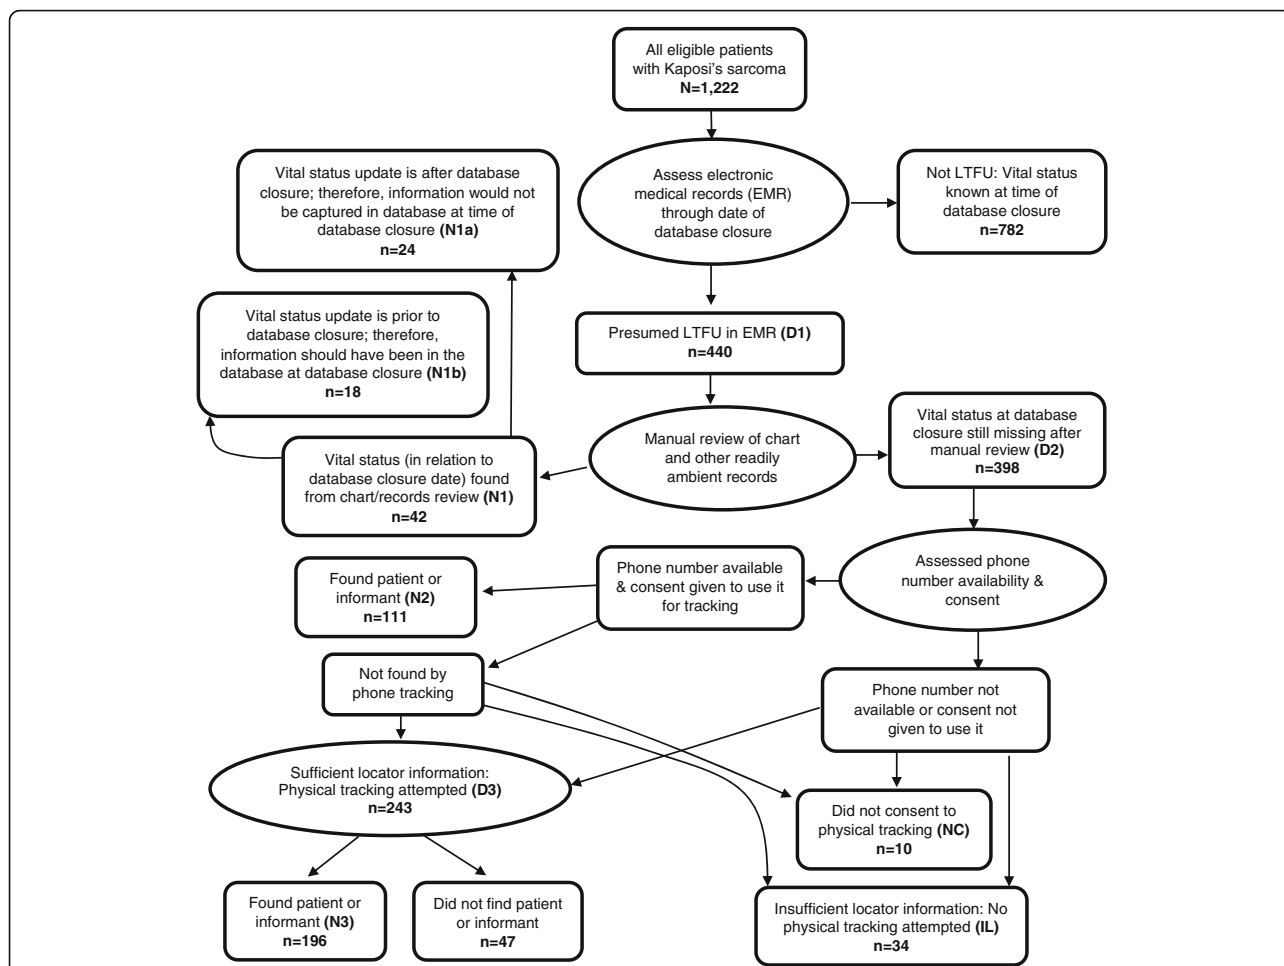 All eligible patients
with Kaposi's sarcoma
N=1,222
Assess electronic
medical records (EMR)
through date of
database closure
Not LTFU: Vital status
known at time of
database closure
n=782
Vital status update is after database
closure; therefore, information would not
be captured in database at time of
database closure (N1a)
n=24
Vital status update is prior to
database closure; therefore,
information should have been in the
database at database closure (N1b)
n=18
Presumed LTFU in EMR (D1)
n=440
Manual review of chart
and other readily
ambient records
Vital status at database
closure still missing after
manual review (D2)
n=398
Vital status (in relation to
database closure date) found
from chart/records review (N1)
n=42
Assessed phone
number availability &
consent
Phone number available
& consent given to use it
for tracking
Found patient or
informant (N2)
n=111
Not found by
phone tracking
Phone number not
available or consent not
given to use it
Sufficient locator information:
Physical tracking attempted (D3)
n=243
Did not consent to
physical tracking (NC)
n=10
Found patient or
informant (N3)
n=196
Did not find patient
or informant
n=47
Insufficient locator information: No
physical tracking attempted (IL)
n=34